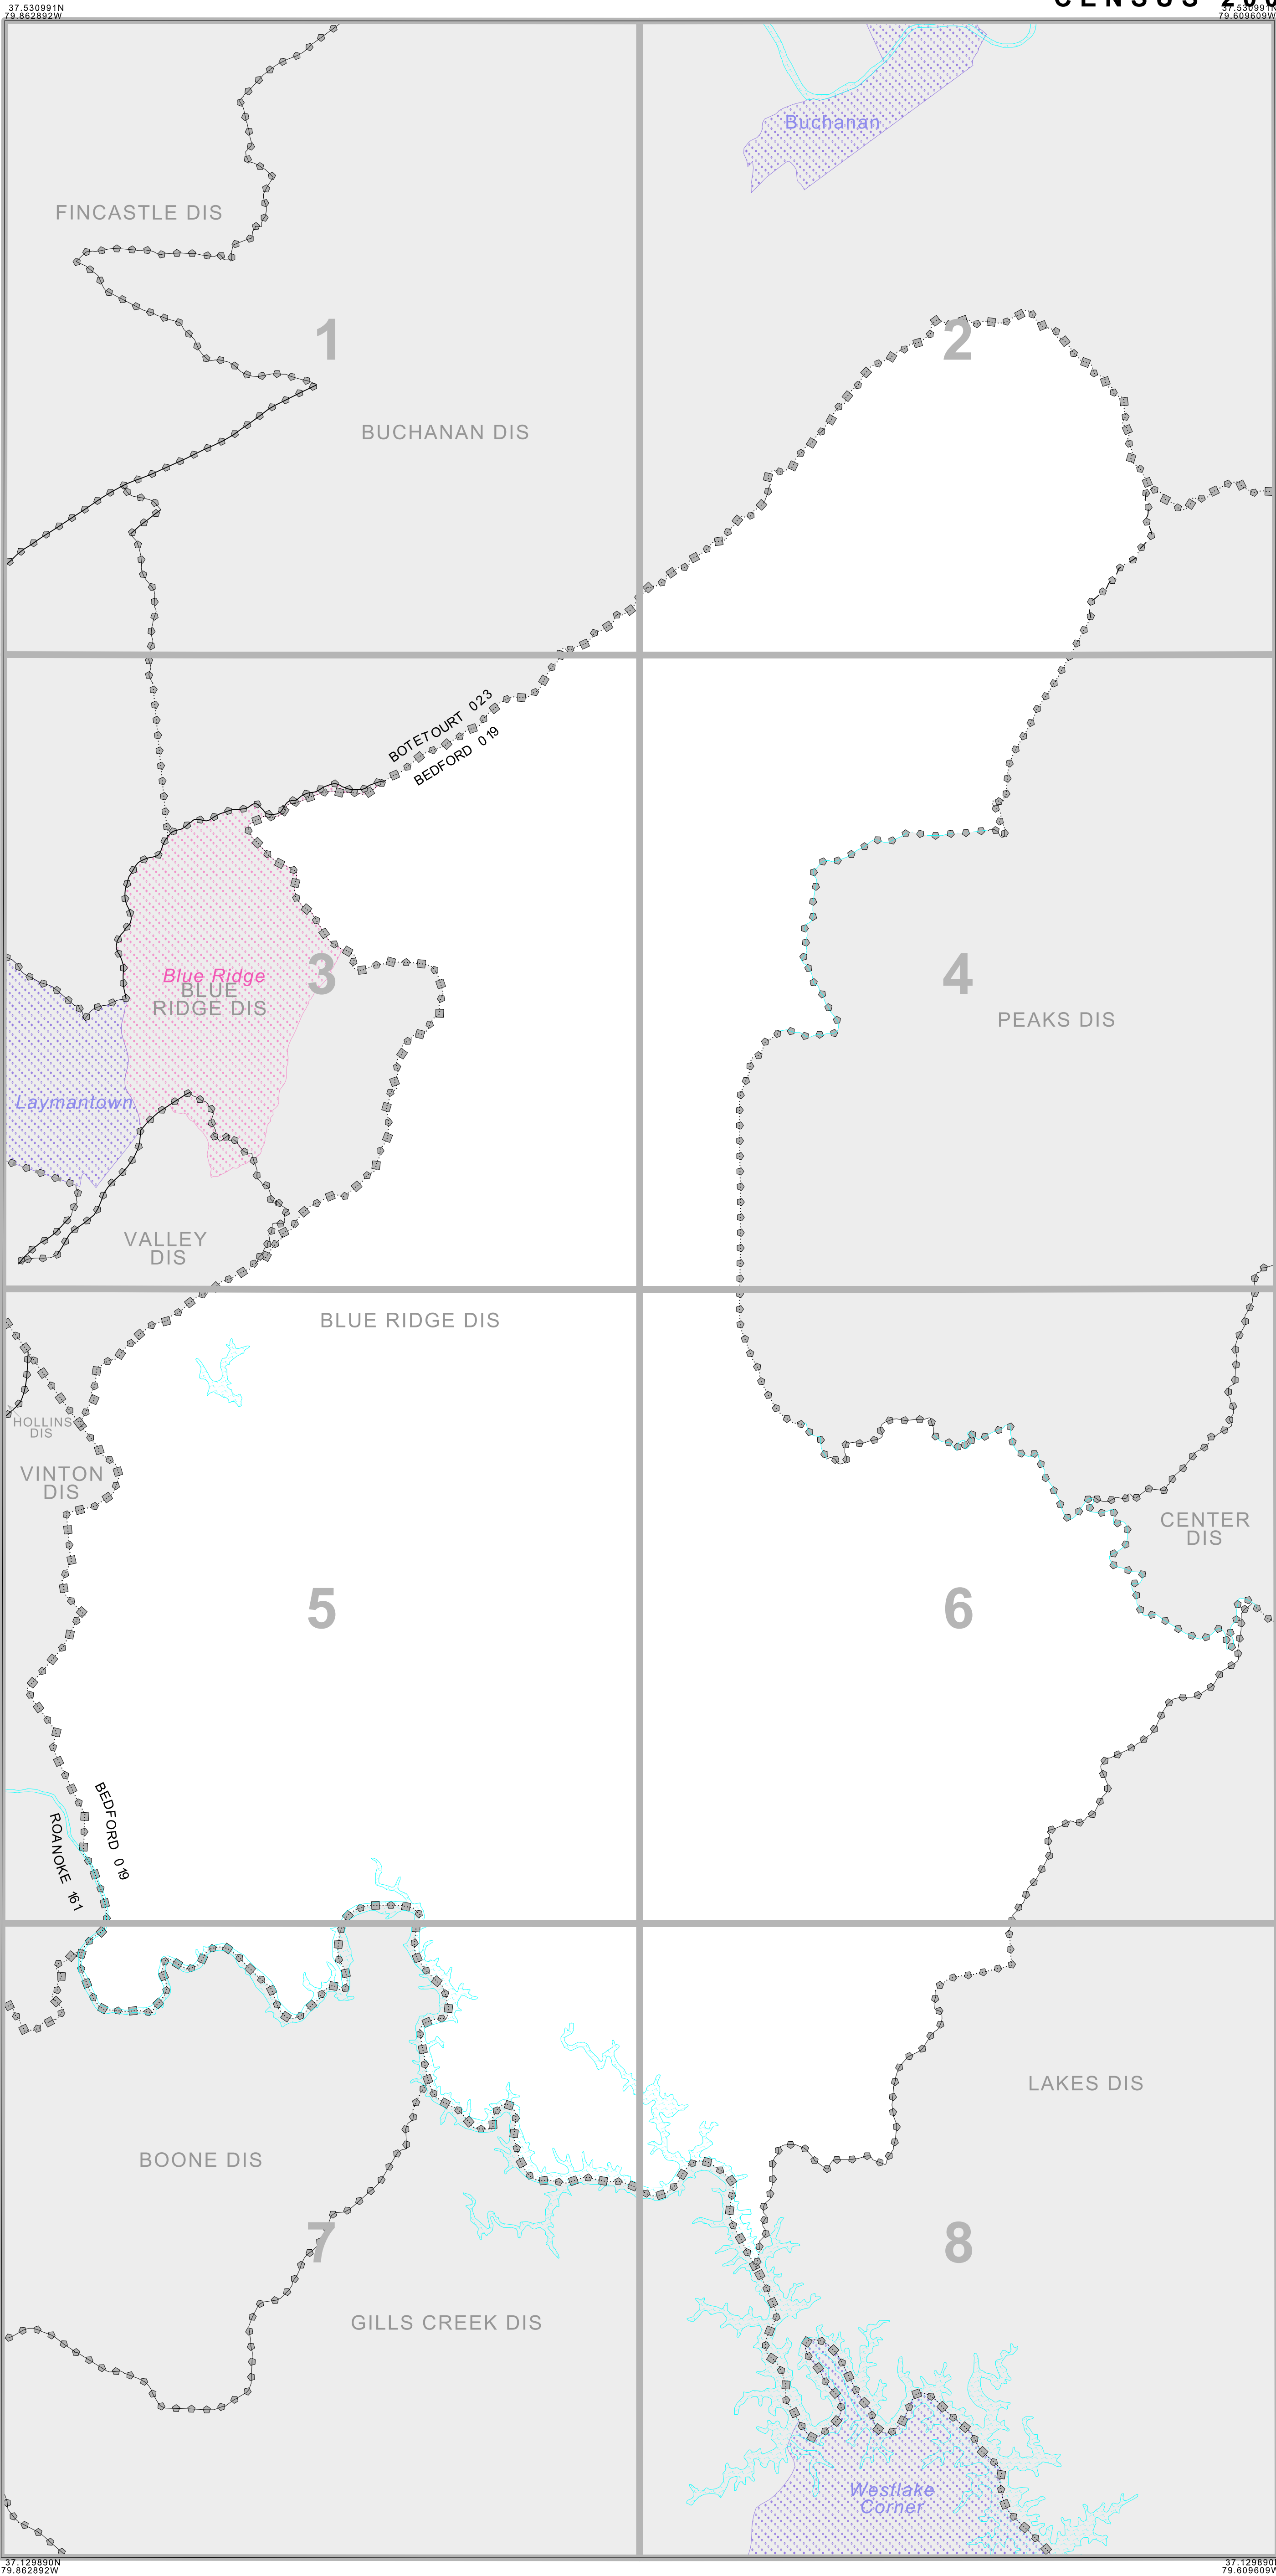 CENSUS 200
37.530991N
79.862892W
37.530991N
79.609609W
Buchanan
FINCASTLE DIS
1
2
BUCHANAN DIS
BOTETOURT 023
BEDFORD 019
Blue Ridge
BLUE
RIDGE DIS
3
4
PEAKS DIS
Laymantown
VALLEY
DIS
BLUE RIDGE DIS
HOLLINS
DIS
VINTON
DIS
CENTER
DIS
5
6
BEDFORD 019
ROANOKE 161
LAKES DIS
BOONE DIS
7
8
GILLS CREEK DIS
Westlake
Corner
37.129890N
79.862892W
37.129890N
79.609609W